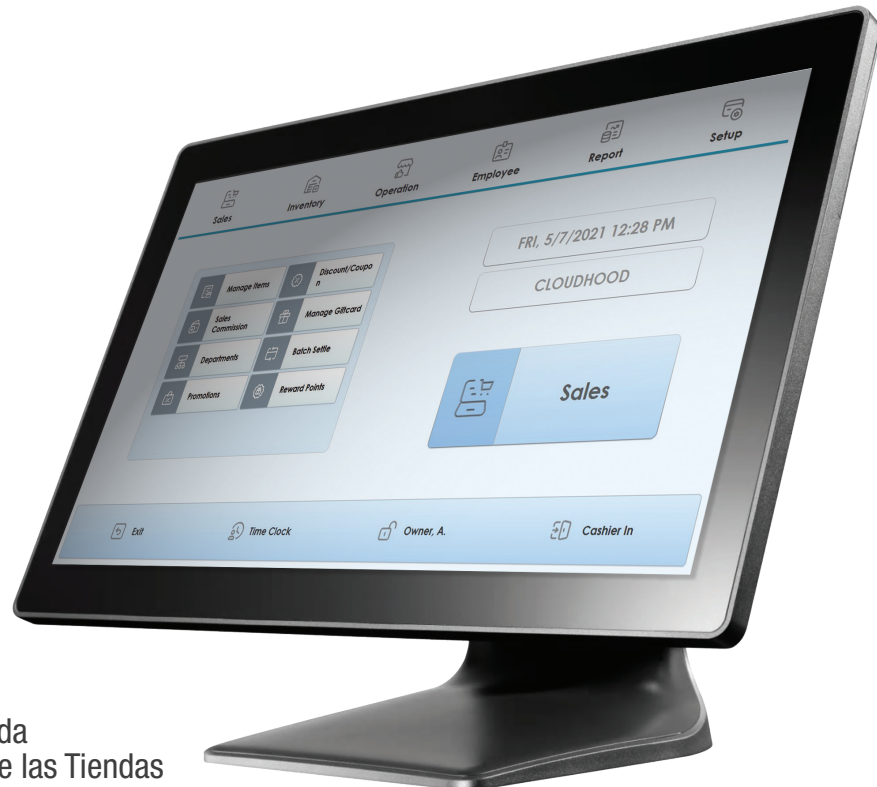 Sales
Inventory
Operation
Employee
Report
Setup
FRI, 5/7/2021 12:28 PM
CLOUDHOOD
Manage Items
Discount/Coupo
n
Sales
Commission
Manage Giftcard
Departments
Batch Settle
Promotions
Reward Points
Sales
Exit
Time Clock
Owner, A.
Cashier In
da
e las Tiendas